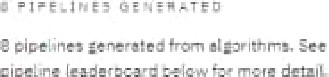 8 PIPELINES GENERATED
8 pipelines generated from algorithms. See
pipeline leaderboard below for more detail.